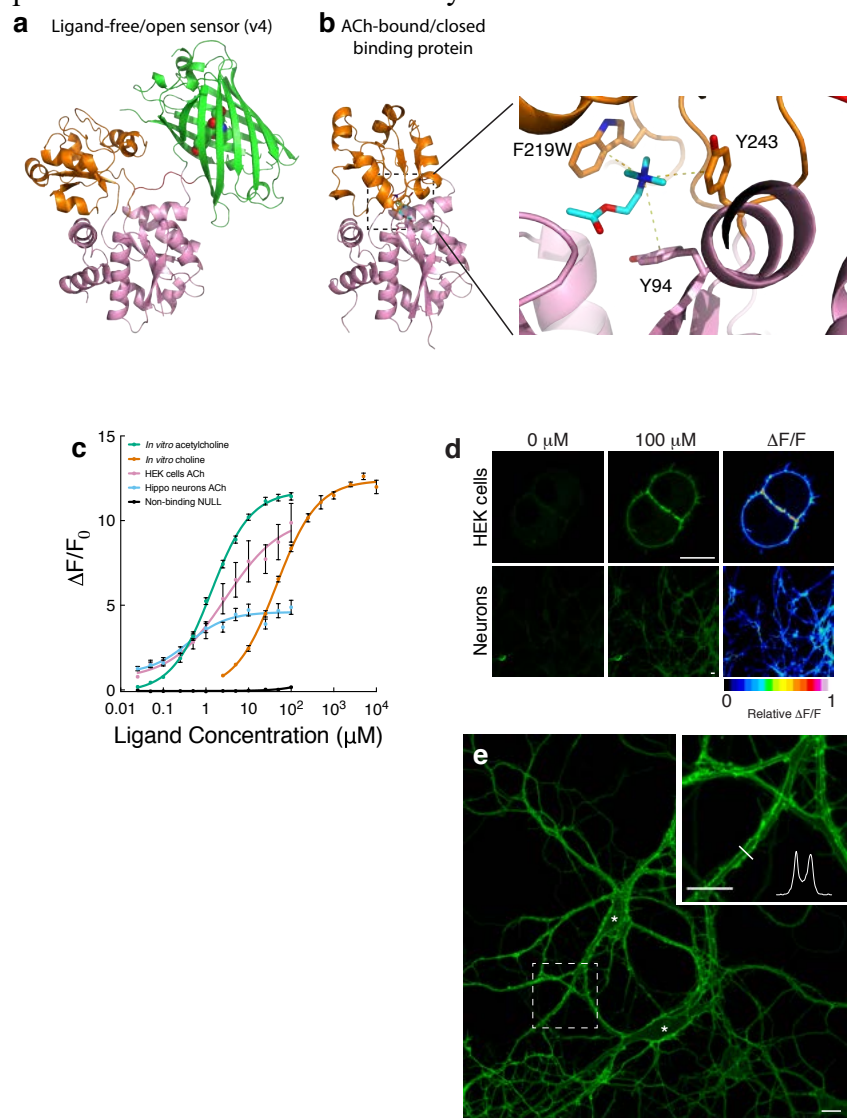 a Ligand-free/open sensor (v4)
b ACh-bound/closed
binding protein
F219W
Y243
Y94
c
15
10
5
0
ΔF/F0
In vitro acetylcholine
In vitro choline
HEK cells ACh
Hippo neurons ACh
Non-binding NULL
0.01 0.1 1 10 10² 10³ 10⁴
Ligand Concentration (μM)
d
0 μM 100 μM ΔF/F
HEK cells
Neurons
0 1
Relative ΔF/F
e
*
*